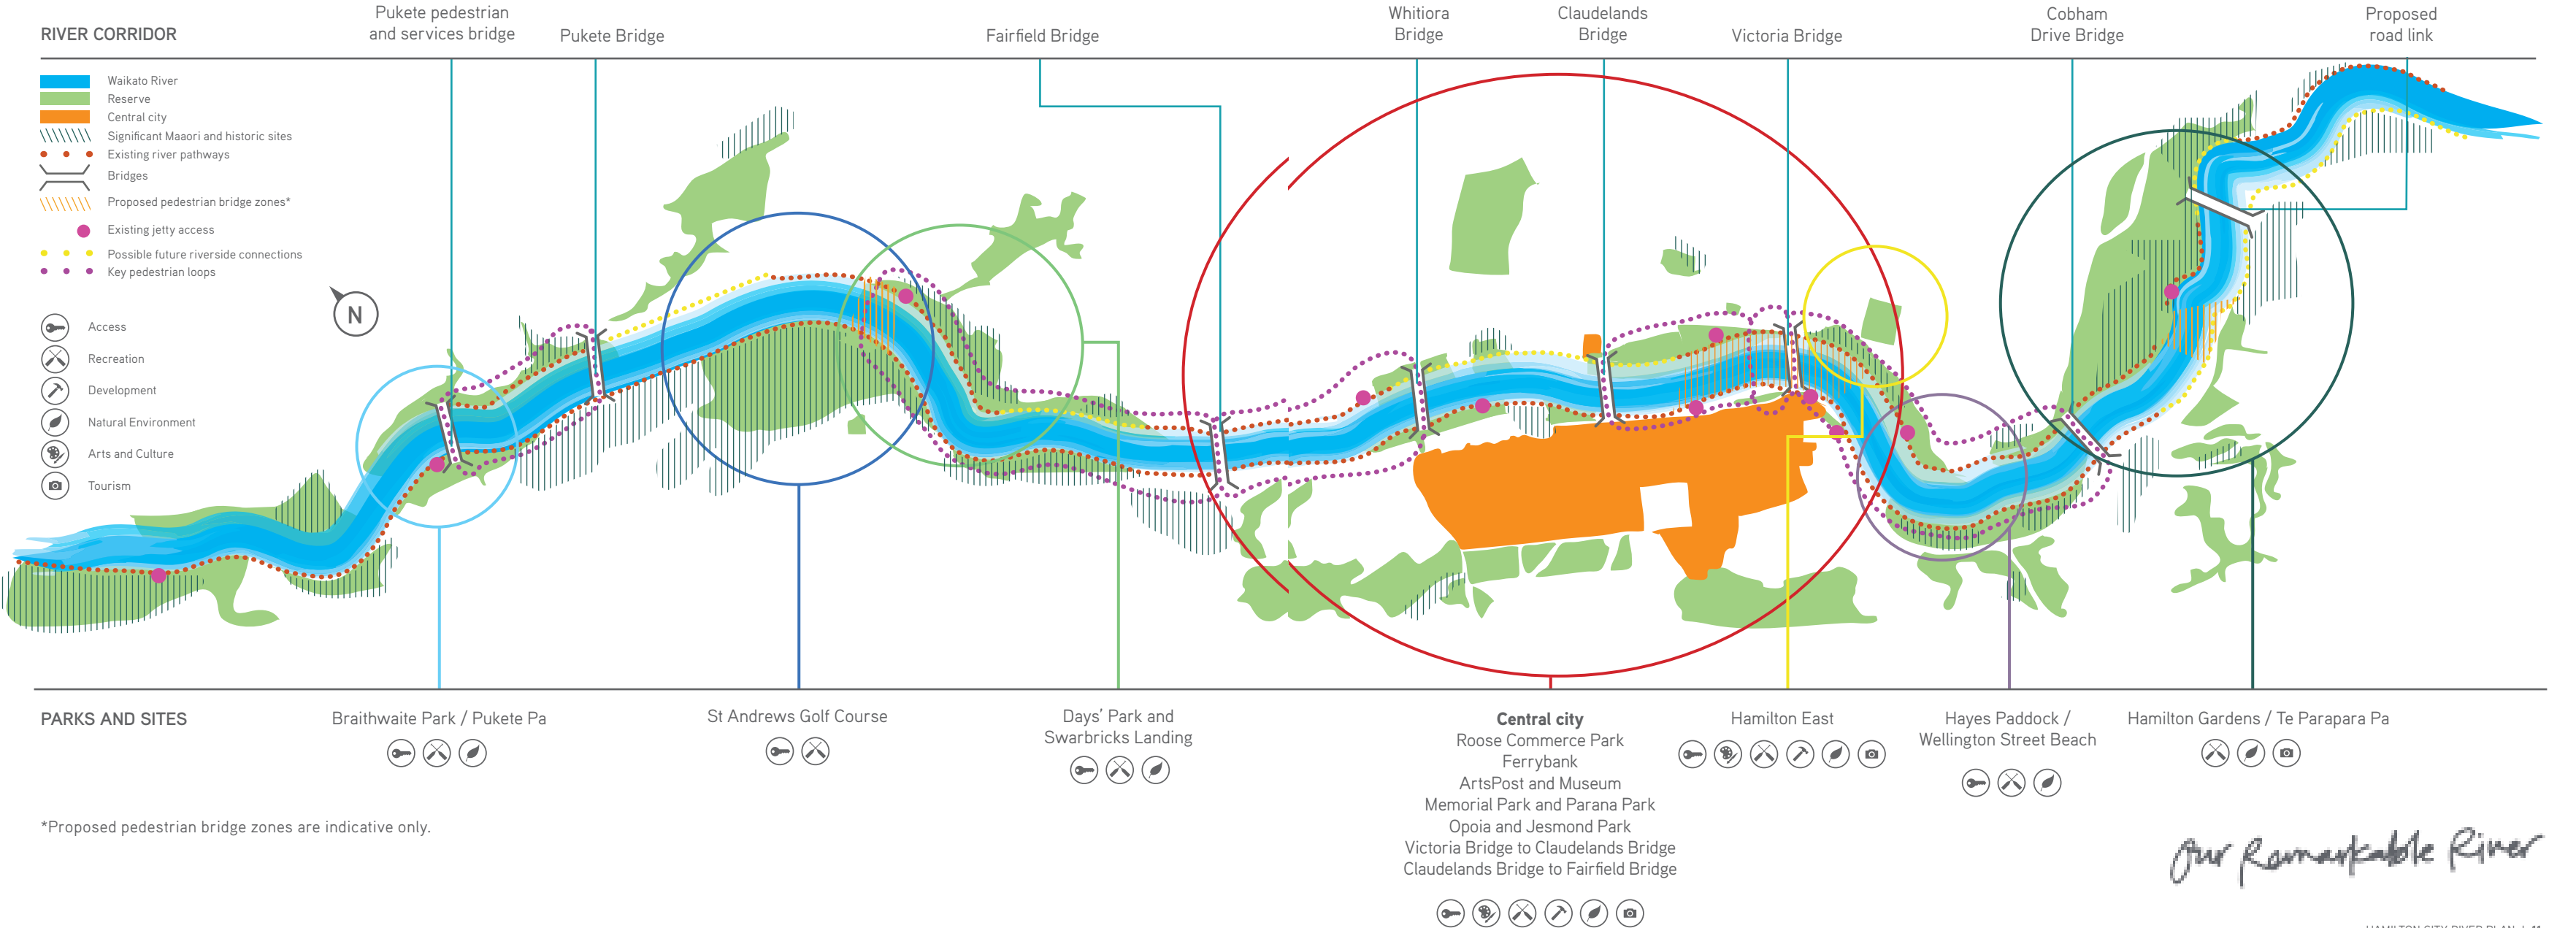 RIVER CORRIDOR
Pukete pedestrian
and services bridge
Pukete Bridge
Fairfield Bridge
Whitiora
Bridge
Claudelands
Bridge
Victoria Bridge
Cobham
Drive Bridge
Proposed
road link
Waikato River
Reserve
Central city
Significant Maaori and historic sites
Existing river pathways
Bridges
Proposed pedestrian bridge zones*
Existing jetty access
Possible future riverside connections
Key pedestrian loops
N
Access
Recreation
Development
Natural Environment
Arts and Culture
Tourism
PARKS AND SITES
Braithwaite Park / Pukete Pa
St Andrews Golf Course
Days' Park and
Swarbricks Landing
Central city
Roose Commerce Park
Ferrybank
ArtsPost and Museum
Memorial Park and Parana Park
Opoia and Jesmond Park
Victoria Bridge to Claudelands Bridge
Claudelands Bridge to Fairfield Bridge
Hamilton East
Hayes Paddock /
Wellington Street Beach
Hamilton Gardens / Te Parapara Pa
*Proposed pedestrian bridge zones are indicative only.
Our Remarkable River
HAMILTON CITY RIVER PLAN